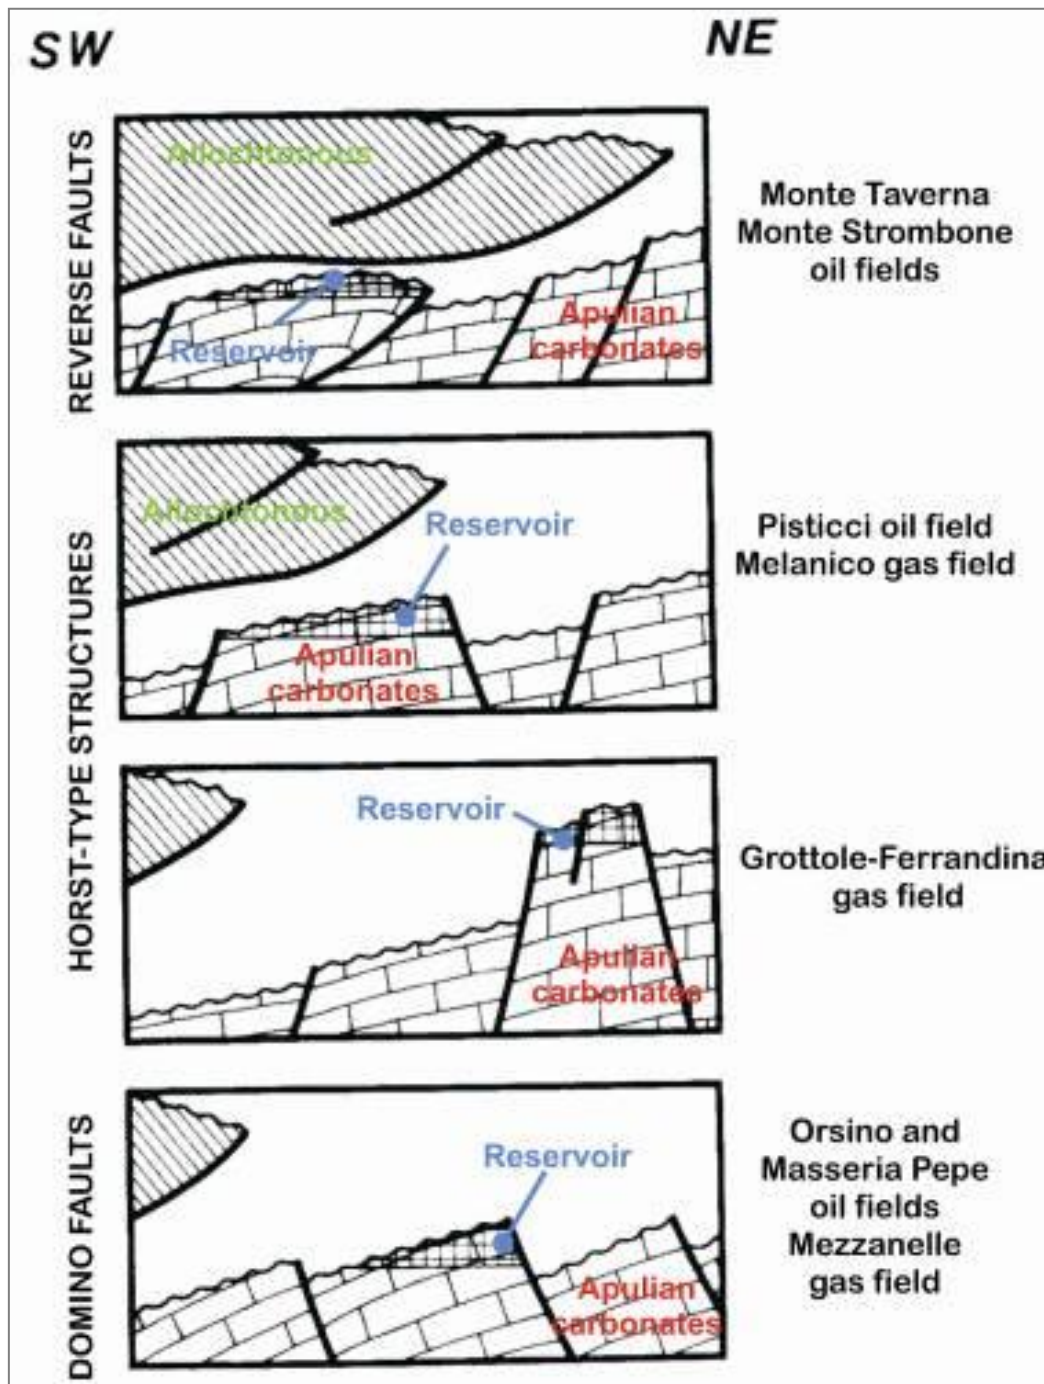 SW
NE
REVERSE FAULTS
Allochtonous
Reservoir
Apulian
carbonates
Monte Taverna
Monte Strombone
oil fields
HORST-TYPE STRUCTURES
Allochtonous
Reservoir
Apulian
carbonates
Pisticci oil field
Melanico gas field
Reservoir
Apulian
carbonates
Grottole-Ferrandina
gas field
DOMINO FAULTS
Reservoir
Apulian
carbonates
Orsino and
Masseria Pepe
oil fields
Mezzanelle
gas field